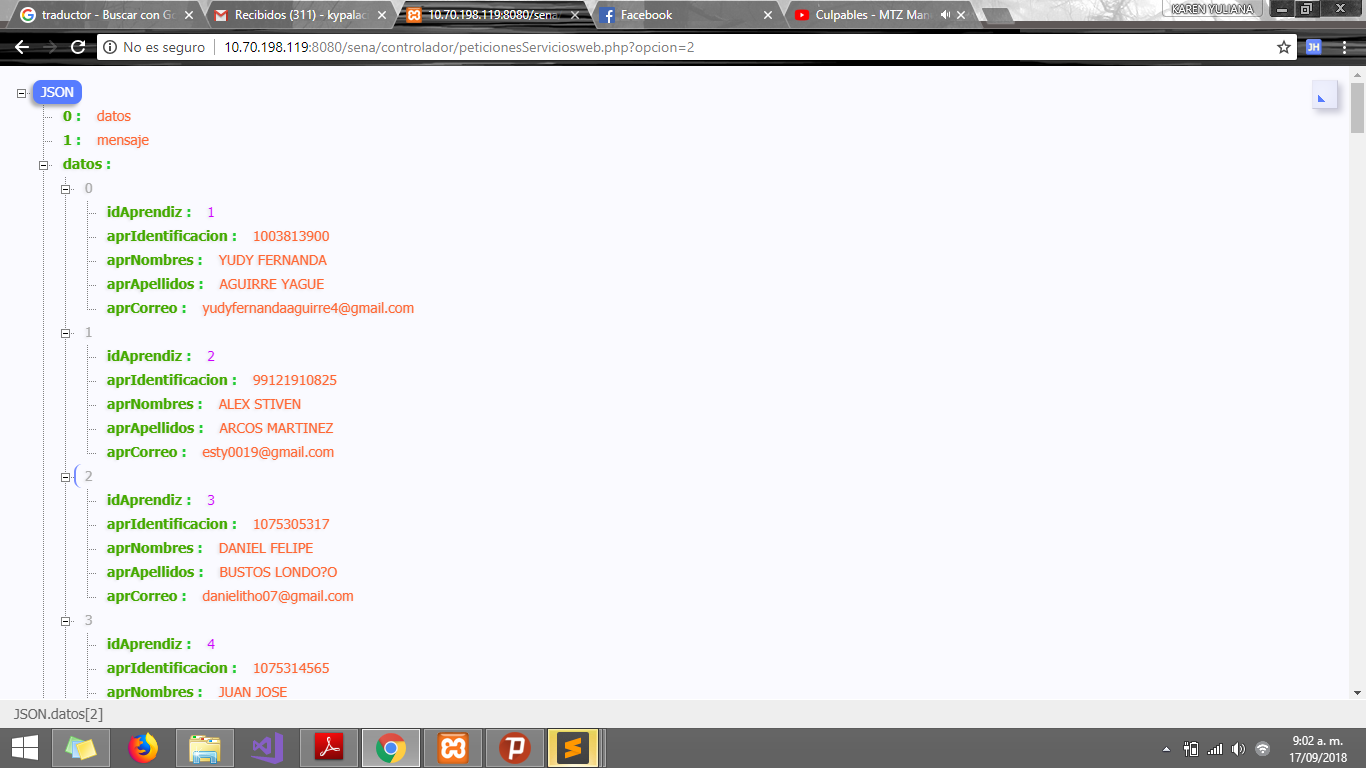 traductor - Buscar con Go
Recibidos (311) - kypalac
10.70.198.119:8080/sena
Facebook
Culpables - MTZ Man
KAREN YULIANA
No es seguro
10.70.198.119:8080/sena/controlador/peticionesServiciosweb.php?opcion=2
JH
JSON
0 : datos
1 : mensaje
datos :
0
idAprendiz : 1
aprIdentificacion : 1003813900
aprNombres : YUDY FERNANDA
aprApellidos : AGUIRRE YAGUE
aprCorreo : yudyfernandaaguirre4@gmail.com
1
idAprendiz : 2
aprIdentificacion : 99121910825
aprNombres : ALEX STIVEN
aprApellidos : ARCOS MARTINEZ
aprCorreo : esty0019@gmail.com
2
idAprendiz : 3
aprIdentificacion : 1075305317
aprNombres : DANIEL FELIPE
aprApellidos : BUSTOS LONDO?O
aprCorreo : danielitho07@gmail.com
3
idAprendiz : 4
aprIdentificacion : 1075314565
aprNombres : JUAN JOSE
JSON.datos[2]
9:02 a. m.
17/09/2018